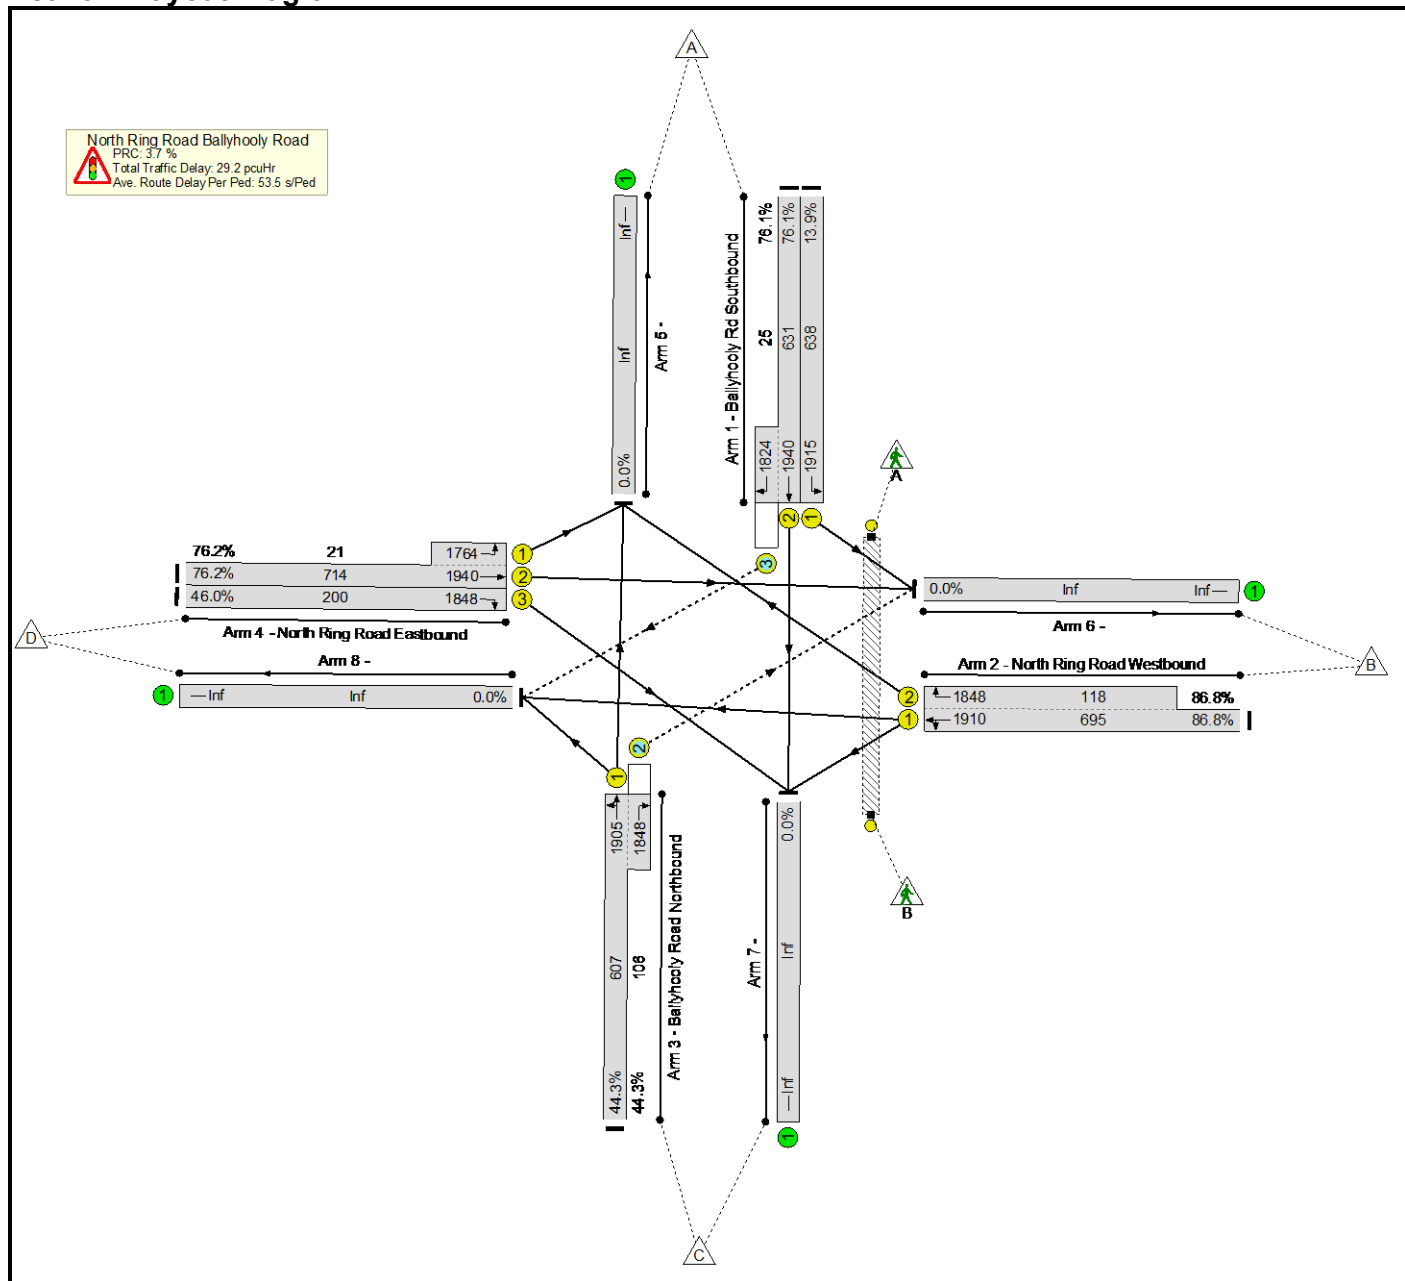 A
North Ring Road Ballyhooly Road
PRC: 3.7 %
Total Traffic Delay: 29.2 pcuHr
Ave. Route Delay Per Ped: 53.5 s/Ped
1
Inf
Inf
0.0%
Arm 5 -
Arm 1 - Ballyhooly Rd Southbound
76.1%
25
1824
76.1%
631
1940
13.9%
638
1915
3
2
1
A
76.2%
21
1764
1
76.2%
714
1940
2
46.0%
200
1848
3
Arm 4 - North Ring Road Eastbound
D
Arm 8 -
1
Inf
Inf
0.0%
0.0%
Inf
Inf
1
Arm 6 -
B
Arm 2 - North Ring Road Westbound
2
1848
118
86.8%
1
1910
695
86.8%
1
2
1905
607
44.3%
1848
106
44.3%
Arm 3 - Ballyhooly Road Northbound
Arm 7 -
0.0%
Inf
Inf
1
B
C